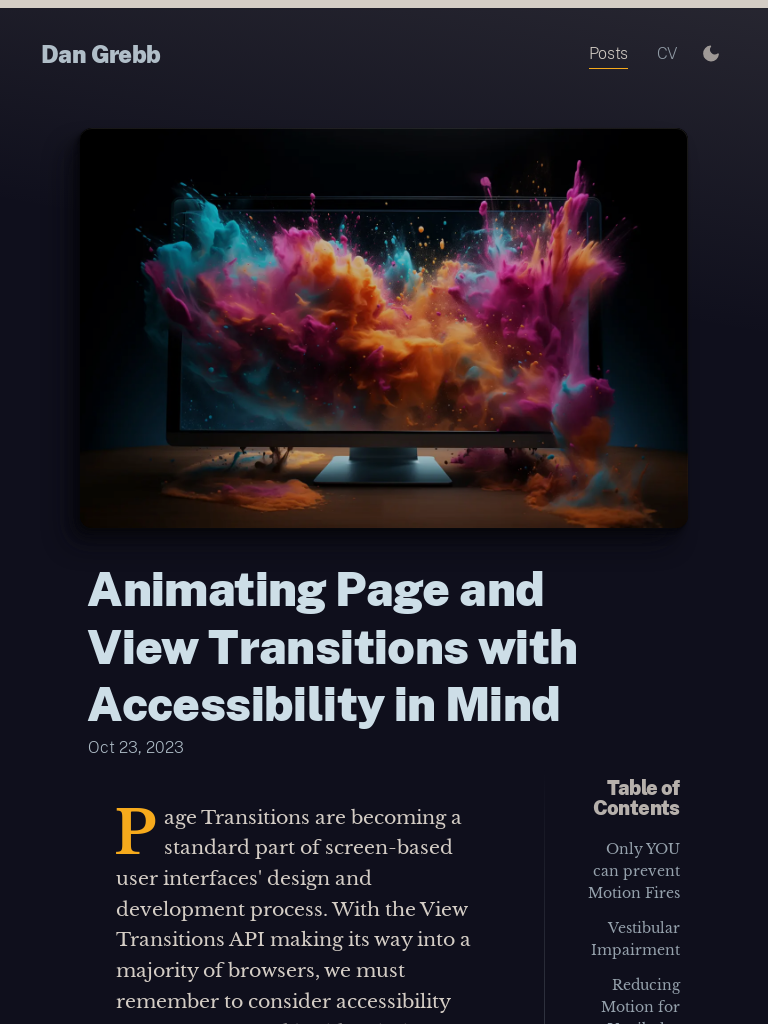 Dan Grebb
Posts CV
Animating Page and
View Transitions with
Accessibility in Mind
Oct 23, 2023
Page Transitions are becoming a
standard part of screen-based
user interfaces' design and
development process. With the View
Transitions API making its way into a
majority of browsers, we must
remember to consider accessibility
Table of
Contents
Only YOU
can prevent
Motion Fires
Vestibular
Impairment
Reducing
Motion for